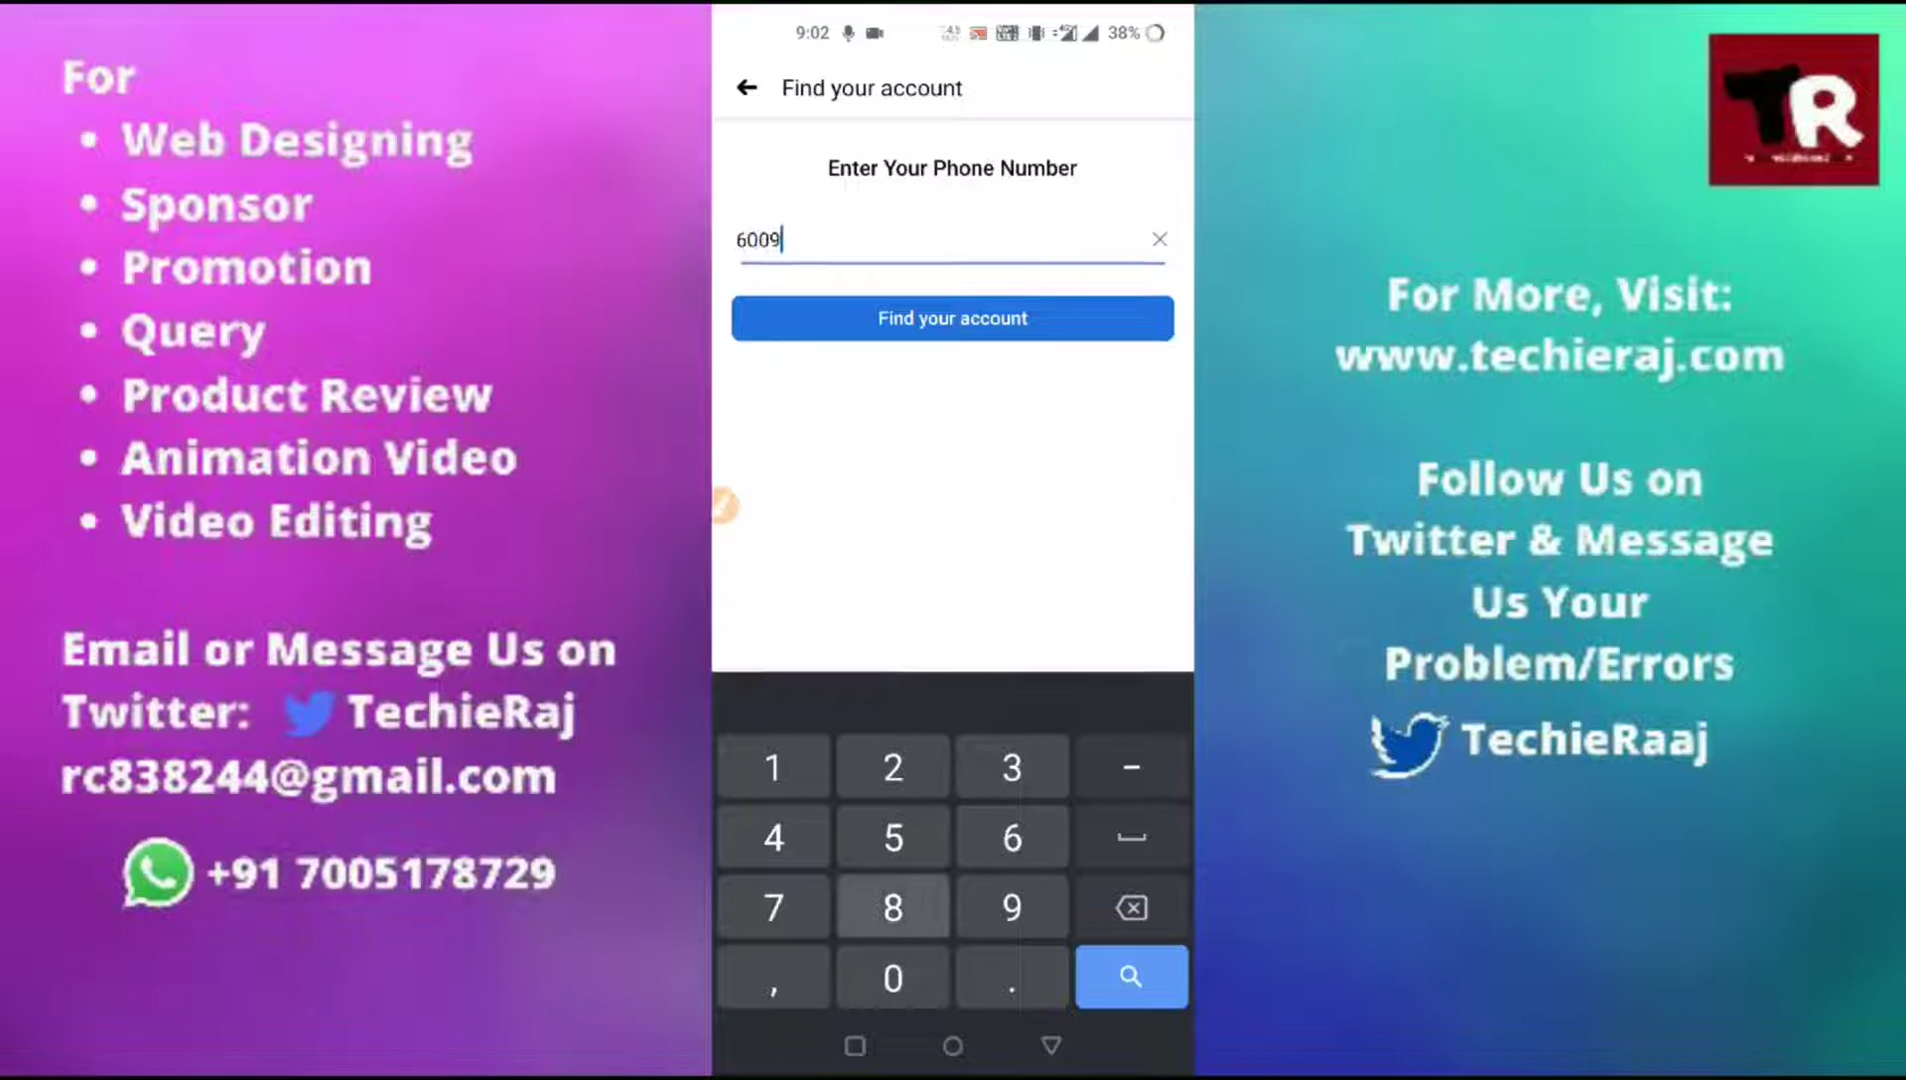 For
• Web Designing
• Sponsor
• Promotion
• Query
• Product Review
• Animation Video
• Video Editing
Email or Message Us on
Twitter: TechieRaj
rc838244@gmail.com
+91 7005178729
9:02
38%
Find your account
Enter Your Phone Number
6009
Find your account
1 2 3 -
4 5 6
7 8 9
, 0 .
TR
For More, Visit:
www.techieraj.com
Follow Us on
Twitter & Message
Us Your
Problem/Errors
TechieRaaj